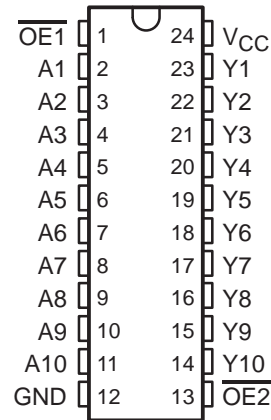 O̅E̅1̅ 1 24 VCC
A1 2 23 Y1
A2 3 22 Y2
A3 4 21 Y3
A4 5 20 Y4
A5 6 19 Y5
A6 7 18 Y6
A7 8 17 Y7
A8 9 16 Y8
A9 10 15 Y9
A10 11 14 Y10
GND 12 13 O̅E̅2̅